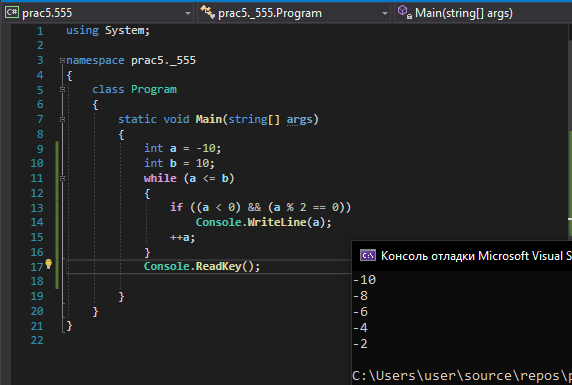 C# prac5.555 prac5._555.Program Main(string[] args)
1 using System;
2
3 namespace prac5._555
4 {
5 class Program
6 {
7 static void Main(string[] args)
8 {
9 int a = -10;
10 int b = 10;
11 while (a <= b)
12 {
13 if ((a < 0) && (a % 2 == 0))
14 Console.WriteLine(a);
15 ++a;
16 }
17 Console.ReadKey();
18
19 }
20 }
21 }
22
C:\ Консоль отладки Microsoft Visual S
-10
-8
-6
-4
-2
C:\Users\user\source\repos\p